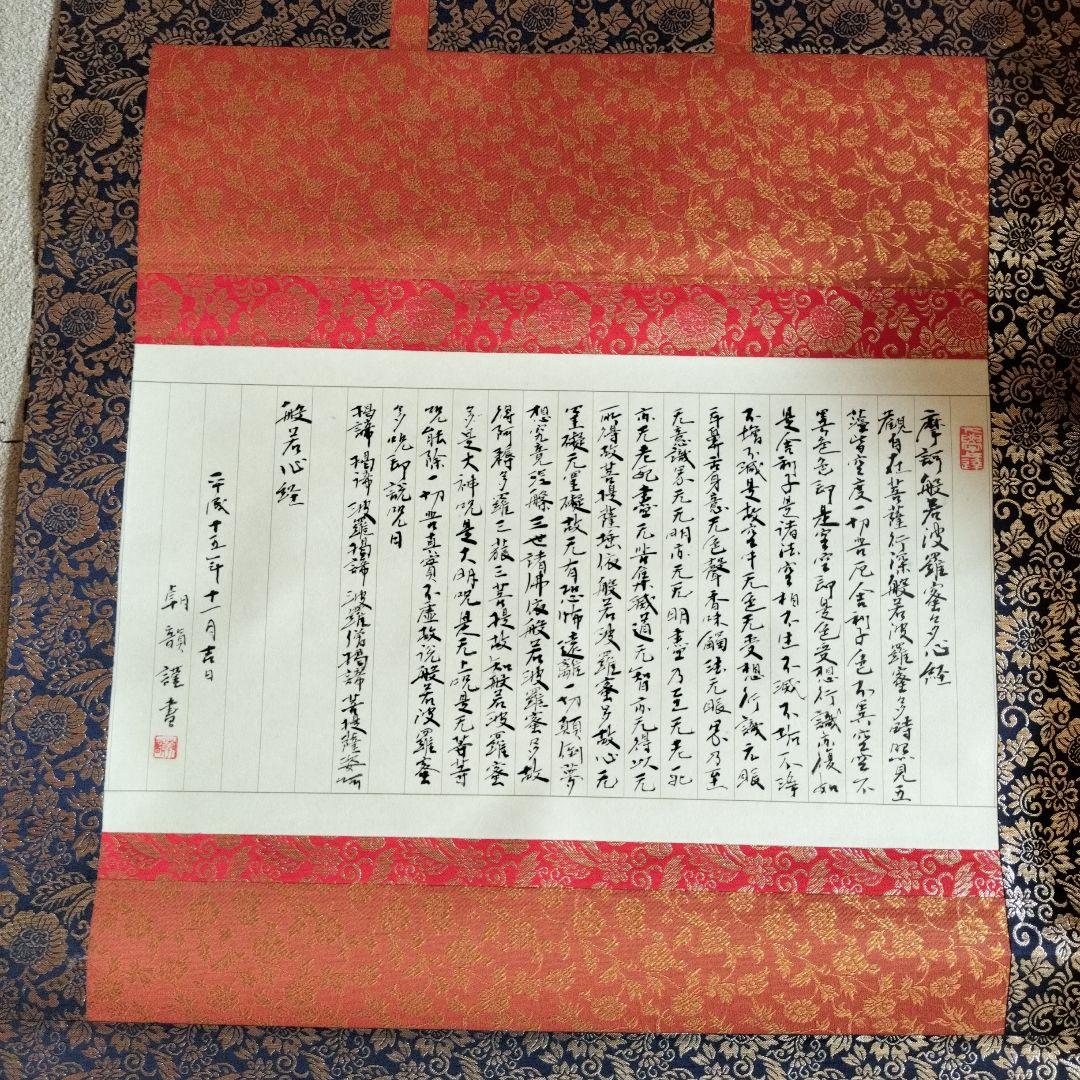 摩訶般若波羅蜜多心経
觀自在菩薩行深般若波羅蜜多時照見五
蘊皆空度一切苦厄舍利子色不異空空不
異色色即是空空即是色受想行識亦復如
是舍利子是諸法空相不生不滅不垢不浄
不増不減是故空中无色无受想行識无眼
耳鼻舌身意无色聲香味觸法无眼界乃至
无意識界无无明亦无无明盡乃至无老死
亦无老死盡无苦集滅道无智亦无得以无
所得故菩提薩埵依般若波羅蜜多故心无
罣礙无罣礙故无有恐怖遠離一切顛倒夢
想究竟涅槃三世諸佛依般若波羅蜜多故
得阿耨多羅三藐三菩提故知般若波羅蜜
多是大神呪是大明呪是无上呪是无等等
呪能除一切苦真實不虚故説般若波羅蜜
多呪即説呪曰
揭諦揭諦波羅揭諦波羅僧揭諦菩提薩婆訶
般若心経
平成十五年十一月吉日
朝韻謹書